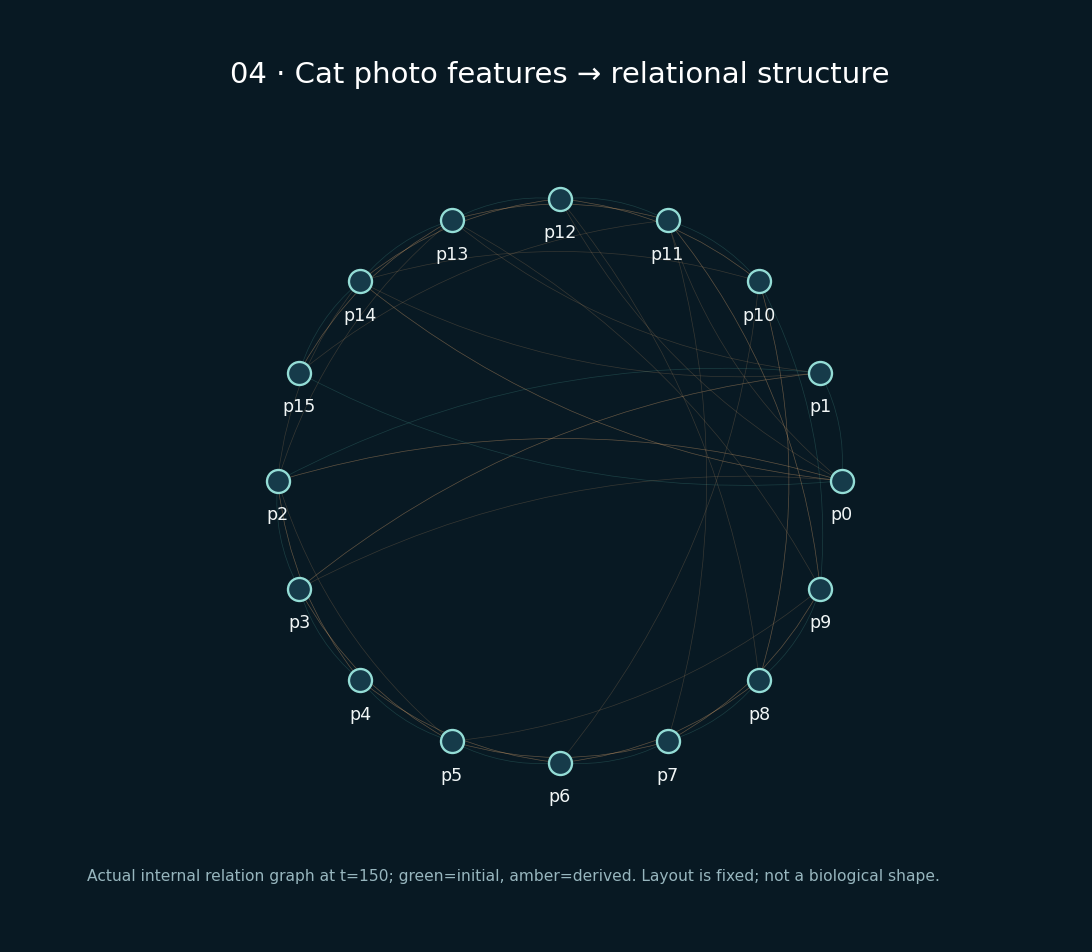 04 · Cat photo features → relational structure
p12
p13
p11
p14
p10
p15
p1
p2
p0
p3
p9
p4
p8
p5
p7
p6
Actual internal relation graph at t=150; green=initial, amber=derived. Layout is fixed; not a biological shape.